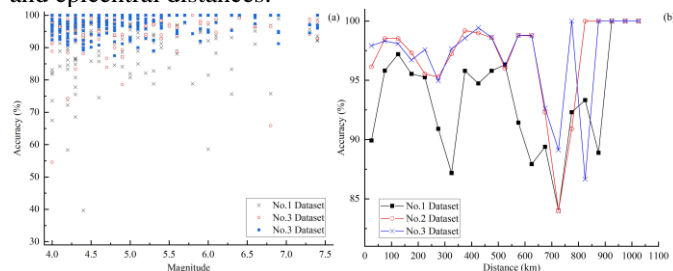 and epicentral distances.
(a)
100
90
80
70
60
50
40
30
Accuracy (%)
4.0 4.5 5.0 5.5 6.0 6.5 7.0 7.5
Magnitude
No.1 Dataset
No.3 Dataset
No.3 Dataset
(b)
100
95
90
85
Accuracy (%)
0 100 200 300 400 500 600 700 800 900 1000 1100
Distance (km)
No.1 Dataset
No.2 Dataset
No.3 Dataset